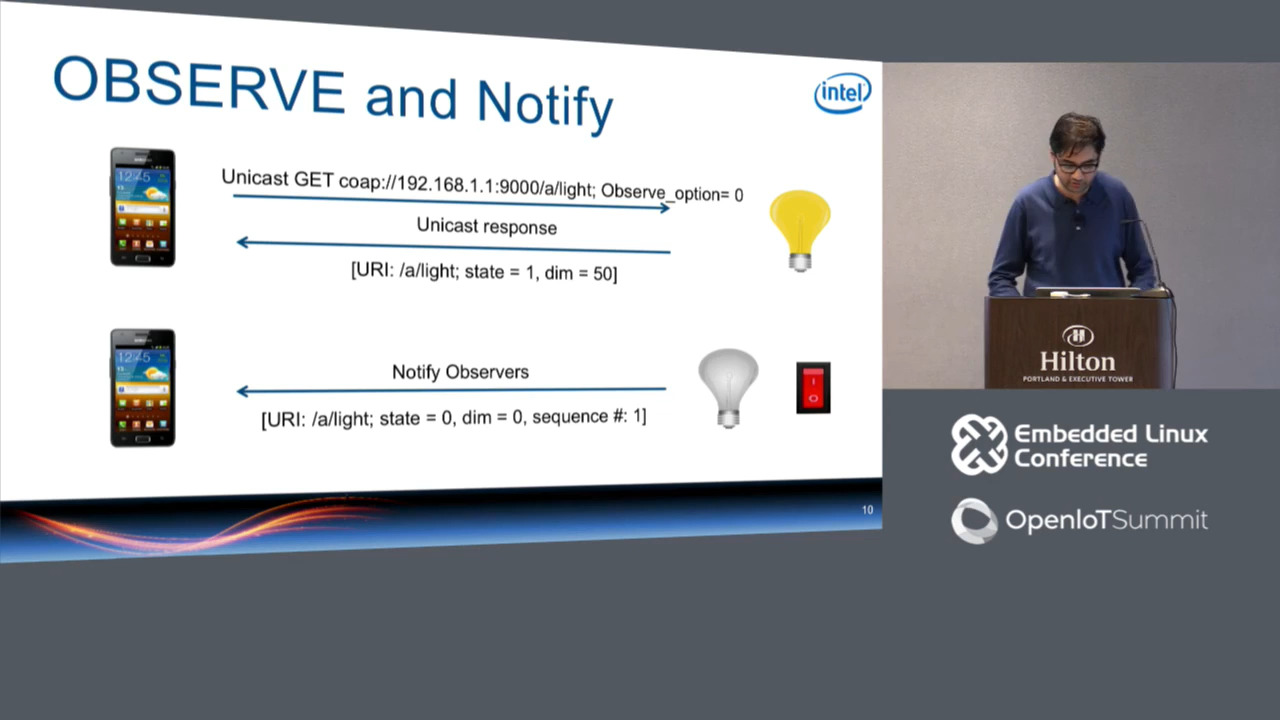 OBSERVE and Notify
intel
Unicast GET coap://192.168.1.1:9000/a/light; Observe_option= 0
Unicast response
[URI: /a/light; state = 1, dim = 50]
Notify Observers
[URI: /a/light; state = 0, dim = 0, sequence #: 1]
10
H
Hilton
PORTLAND & EXECUTIVE TOWER
Embedded Linux
Conference
OpenIoTSummit